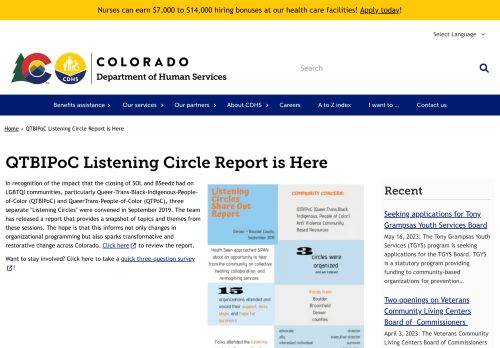 Nurses can earn $7,000 to $14,000 hiring bonuses at our health care facilities! Apply today!
Select Language
CDHS
COLORADO
Department of Human Services
Search
Benefits assistance
Our services
Our partners
About CDHS
Careers
A to Z index
I want to ...
Contact us
Home › QTBIPoC Listening Circle Report is Here
QTBIPoC Listening Circle Report is Here
In recognition of the impact that the closing of SOL and BSeedz had on
LGBTQI communities, particularly Queer-Trans-Black-Indigenous-People-
of-Color (QTBIPoC) and QueerTrans-People-of-Color (QTPoC), three
separate "Listening Circles" were convened in September 2019. The team
has released a report that provides a snapshot of topics and themes from
these sessions. The hope is that this informs not only changes in
organizational programming but also sparks transformative and
restorative change across Colorado. Click here to review the report.
Want to stay involved? Click here to take a quick three-question survey
!
Listening
Circles
Share Out
Report
Denver - Boulder County
September 2019
COMMUNITY CONCERN:
QTBIPoC (Queer, Trans, Black,
Indigenous, People of Color)
Anti Violence Community
Based Resources
Youth Seen approached SPAN
about an opportunity to hear
from the community on collective
healing, collaboration, and
reimagining services.
3
circles were
organized
and we listened
15
organizations attended and
voiced their support, miss,
steps, and hope for
survivors
Voices from:
Boulder
Broomfield
Denver
counties
Folks attended the listening
advocate
ally
interested individual
director
executive director
survivor
Recent
Seeking applications for Tony
Grampsas Youth Services Board
May 16, 2023: The Tony Grampsas Youth
Services (TGYS) program is seeking
applications for the TGYS Board. TGYS
is a statutory program providing
funding to community-based
organizations for prevention...
Two openings on Veterans
Community Living Centers
Board of Commissioners
April 3, 2023: The Veterans Community
Living Centers Board of Commissioners